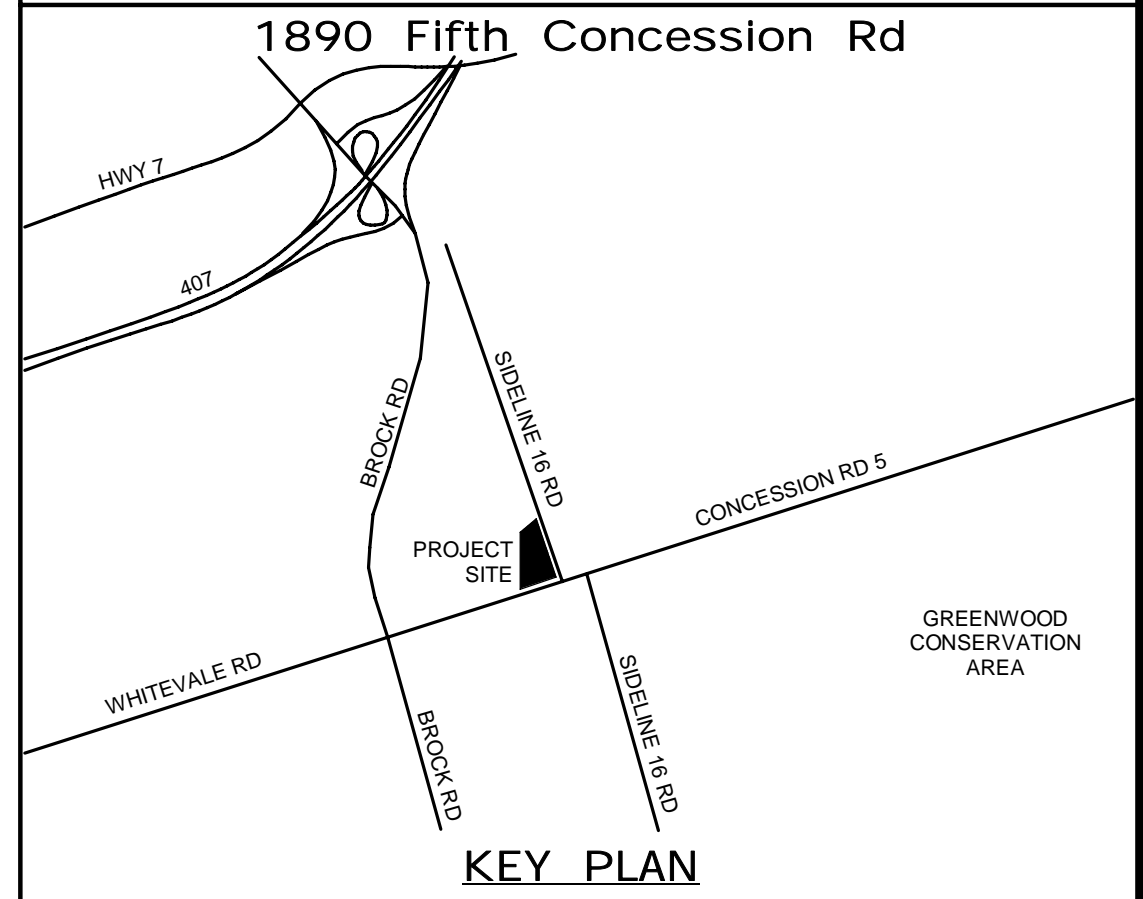 1890 Fifth Concession Rd
HWY 7
407
BROCK RD
SIDELINE 16 RD
CONCESSION RD 5
PROJECT
SITE
GREENWOOD
CONSERVATION
AREA
WHITEVALE RD
SIDELINE 16 RD
BROCK RD
KEY PLAN